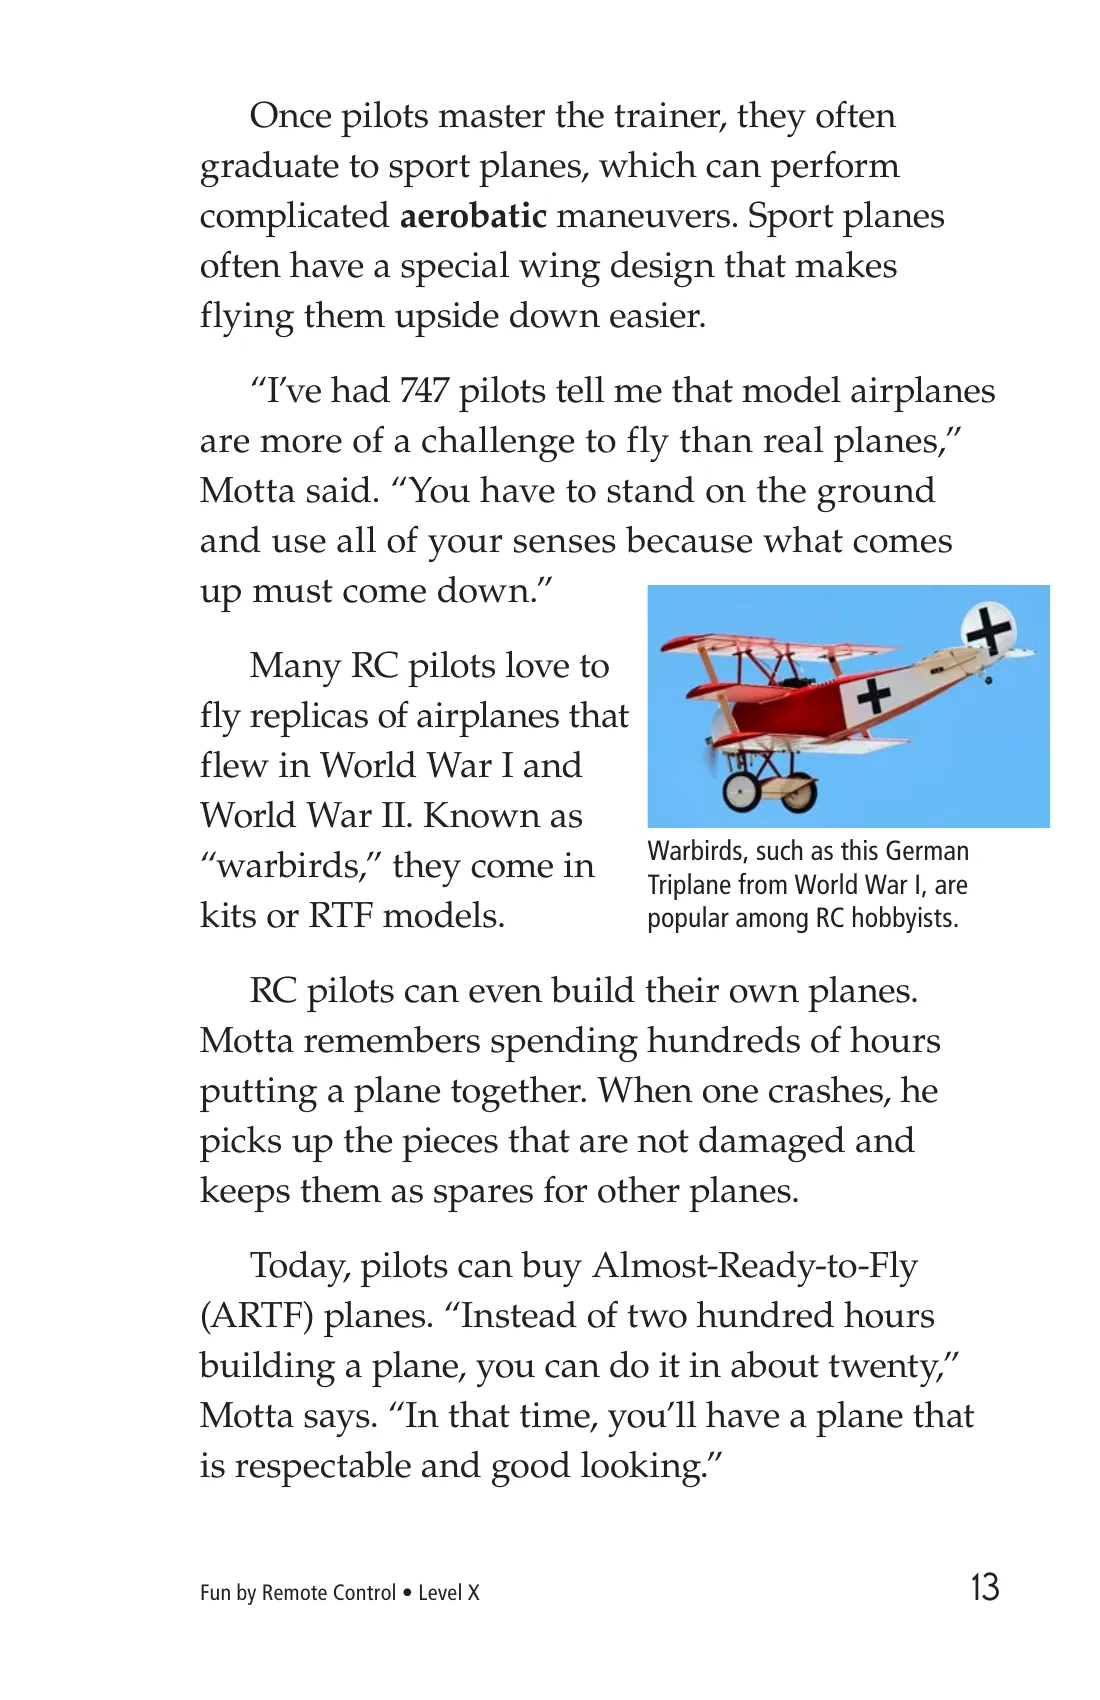 Once pilots master the trainer, they often
graduate to sport planes, which can perform
complicated aerobatic maneuvers. Sport planes
often have a special wing design that makes
flying them upside down easier.
“I’ve had 747 pilots tell me that model airplanes
are more of a challenge to fly than real planes,”
Motta said. “You have to stand on the ground
and use all of your senses because what comes
up must come down.”
Many RC pilots love to
fly replicas of airplanes that
flew in World War I and
World War II. Known as
“warbirds,” they come in
kits or RTF models.
Warbirds, such as this German
Triplane from World War I, are
popular among RC hobbyists.
RC pilots can even build their own planes.
Motta remembers spending hundreds of hours
putting a plane together. When one crashes, he
picks up the pieces that are not damaged and
keeps them as spares for other planes.
Today, pilots can buy Almost-Ready-to-Fly
(ARTF) planes. “Instead of two hundred hours
building a plane, you can do it in about twenty,”
Motta says. “In that time, you’ll have a plane that
is respectable and good looking.”
Fun by Remote Control • Level X
13